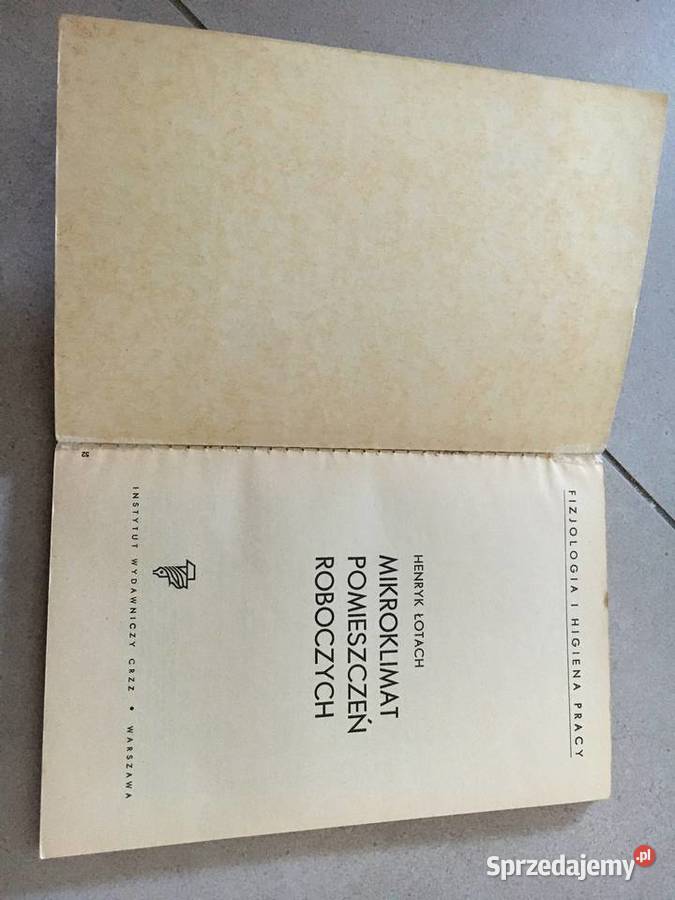 FIZJOLOGIA I HIGIENA PRACY
HENRYK ŁOTACH
MIKROKLIMAT
POMIESZCZEŃ
ROBOCZYCH
INSTYTUT WYDAWNICZY CRZZ • WARSZAWA
Sprzedajemy.pl